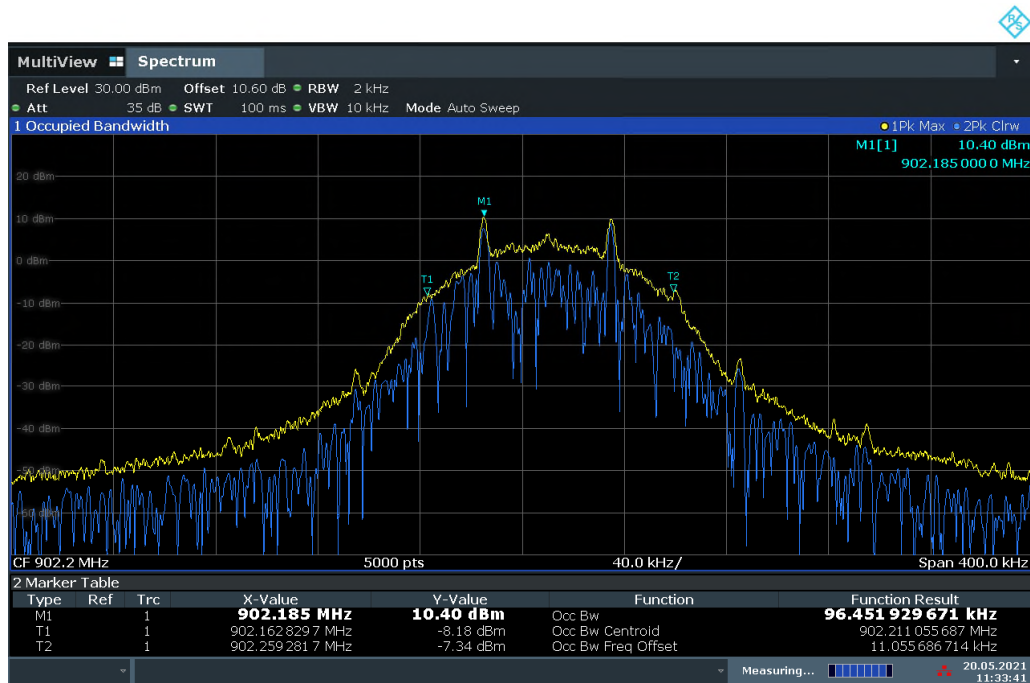 R&S
MultiView Spectrum
Ref Level 30.00 dBm Offset 10.60 dB RBW 2 kHz
Att 35 dB SWT 100 ms VBW 10 kHz Mode Auto Sweep
1 Occupied Bandwidth 1Pk Max 2Pk Clrw
M1[1] 10.40 dBm
902.185 000 0 MHz
20 dBm
M1
10 dBm
0 dBm
T1 T2
-10 dBm
-20 dBm
-30 dBm
-40 dBm
-50 dBm
-60 dBm
CF 902.2 MHz 5000 pts 40.0 kHz/ Span 400.0 kHz
2 Marker Table
Type Ref Trc X-Value Y-Value Function Function Result
M1 1 902.185 MHz 10.40 dBm Occ Bw 96.451 929 671 kHz
T1 1 902.162 829 7 MHz -8.18 dBm Occ Bw Centroid 902.211 055 687 MHz
T2 1 902.259 281 7 MHz -7.34 dBm Occ Bw Freq Offset 11.055 686 714 kHz
Measuring... 20.05.2021
11:33:41